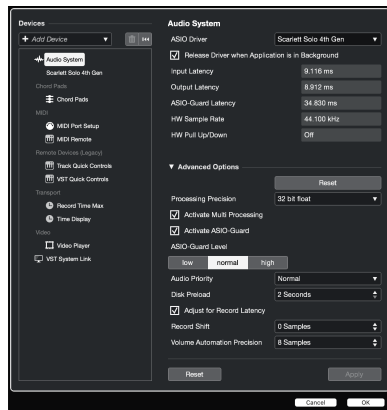 Devices
+ Add Device
Audio System
Scarlett Solo 4th Gen
Chord Pads
Chord Pads
MIDI
MIDI Port Setup
MIDI Remote
Remote Devices (Legacy)
Track Quick Controls
VST Quick Controls
Transport
Record Time Max
Time Display
Video
Video Player
VST System Link
Audio System
ASIO Driver Scarlett Solo 4th Gen
Release Driver when Application is in Background
Input Latency 9.116 ms
Output Latency 8.912 ms
ASIO-Guard Latency 34.830 ms
HW Sample Rate 44.100 kHz
HW Pull Up/Down Off
Advanced Options
Reset
Processing Precision 32 bit float
Activate Multi Processing
Activate ASIO-Guard
ASIO-Guard Level
low normal high
Audio Priority Normal
Disk Preload 2 Seconds
Adjust for Record Latency
Record Shift 0 Samples
Volume Automation Precision 8 Samples
Reset Apply
Cancel OK